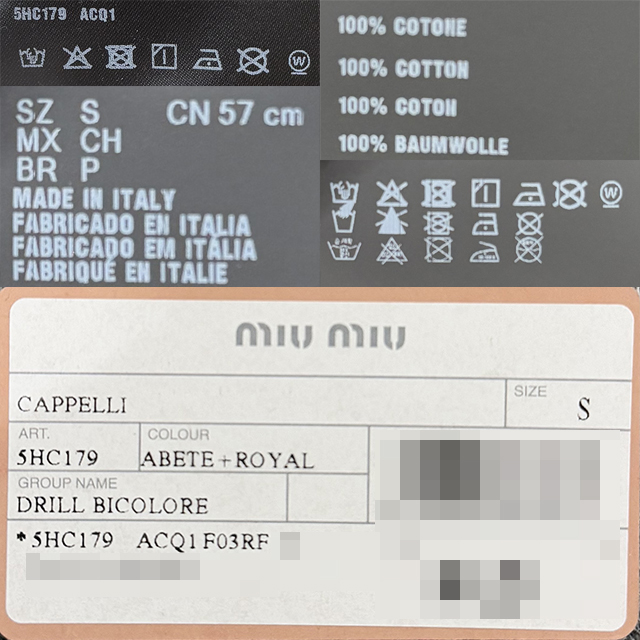 5HC179 ACQ1
W
SZ S CN 57 cm
MX CH
BR P
MADE IN ITALY
FABRICADO EN ITALIA
FABRICADO EM ITÁLIA
FABRIQUÉ EN ITALIE
100% COTONE
100% COTTON
100% COTON
100% BAUMWOLLE
W
miu miu
CAPPELLI
SIZE
S
ART.
5HC179
COLOUR
ABETE+ROYAL
GROUP NAME
DRILL BICOLORE
*5HC179 ACQ1F03RF